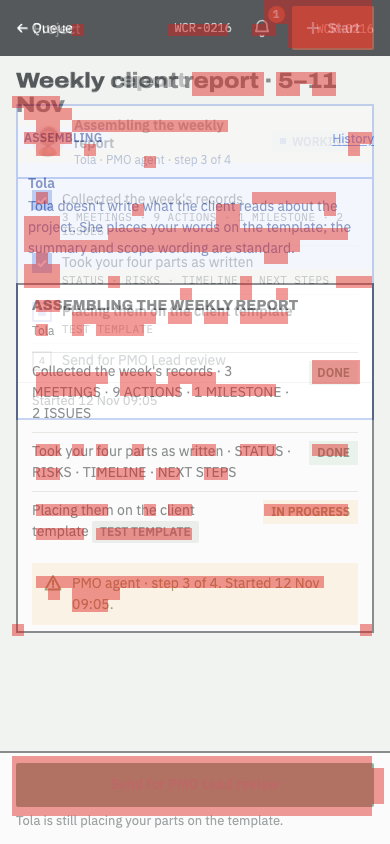 ← Queue
WCR-0216
1
+ Start
Weekly client report · 5–11 Nov
Assembling the weekly report
ASSEMBLING
WORKI
History
Tola · PMO agent · step 3 of 4
Tola
Tola doesn't write what the client reads about the
project. She places your words on the template; the
summary and scope wording are standard.
Collected the week's records
3 MEETINGS · 9 ACTIONS · 1 MILESTONE · 2
ISSUES
Took your four parts as written
STATUS · RISKS · TIMELINE · NEXT STEPS
ASSEMBLING THE WEEKLY REPORT
Placing them on the client template
Tola
TEST TEMPLATE
4 Send for PMO Lead review
Collected the week's records · 3
MEETINGS · 9 ACTIONS · 1 MILESTONE ·
2 ISSUES
DONE
Started 12 Nov 09:05
Took your four parts as written · STATUS ·
RISKS · TIMELINE · NEXT STEPS
DONE
Placing them on the client
template TEST TEMPLATE
IN PROGRESS
PMO agent · step 3 of 4. Started 12 Nov
09:05.
Tola is still placing your parts on the template.